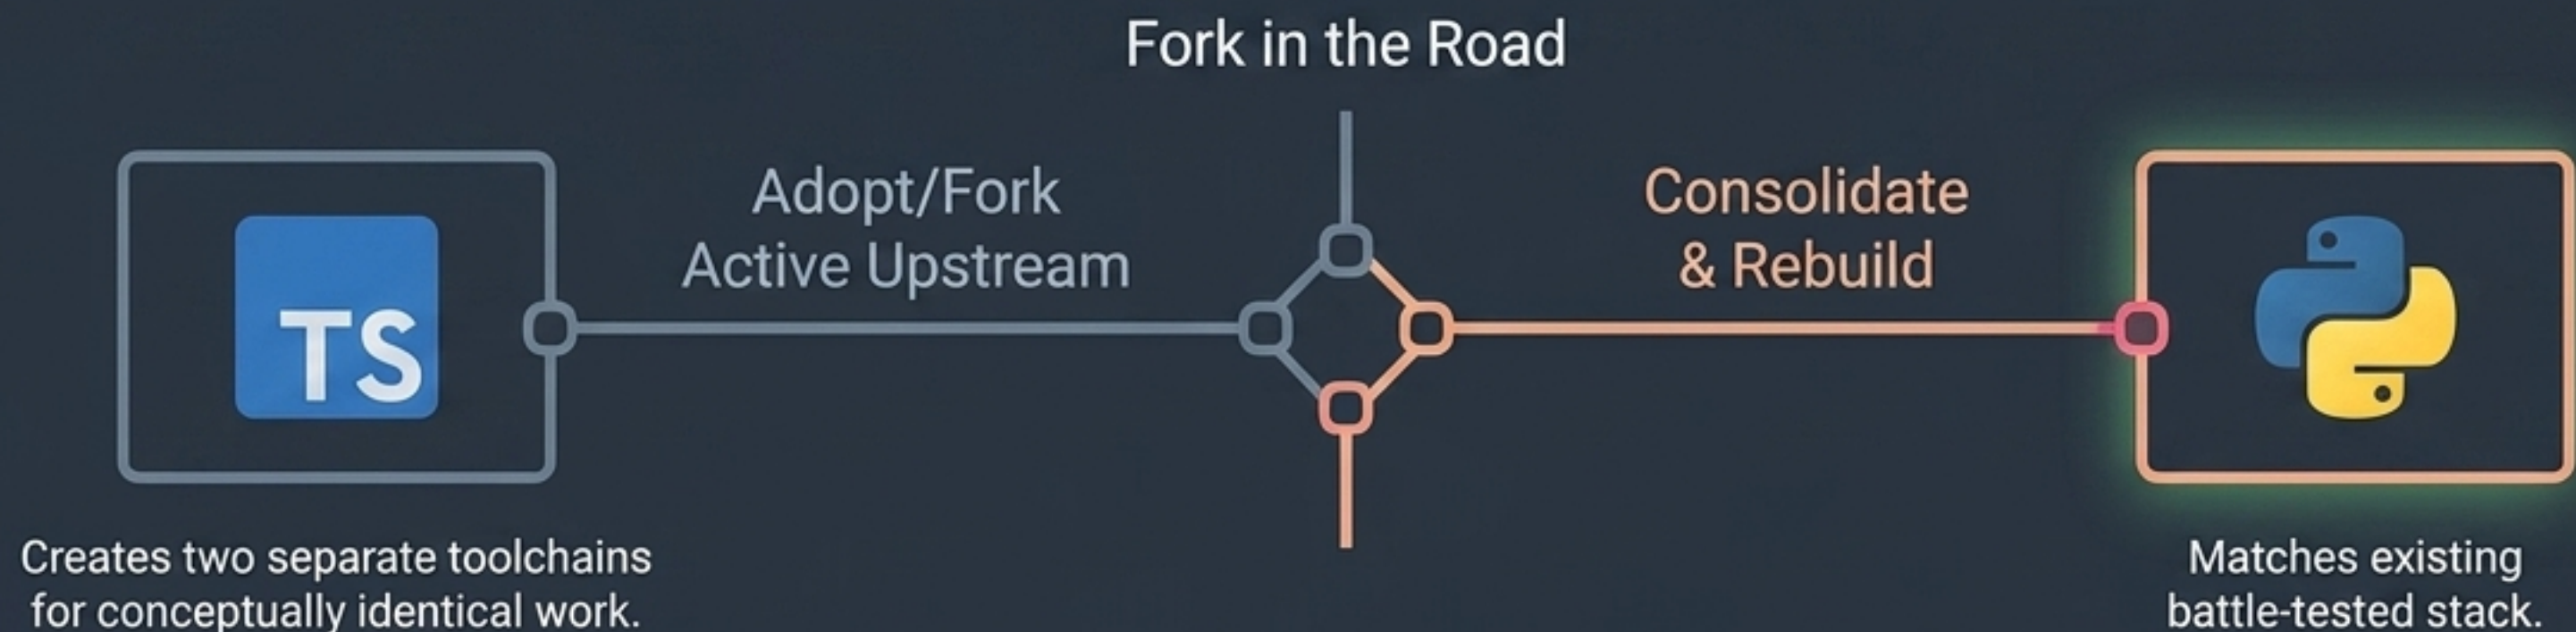 Fork in the Road
Adopt/Fork
Active Upstream
Consolidate
& Rebuild
TS
Creates two separate toolchains
for conceptually identical work.
Matches existing
battle-tested stack.